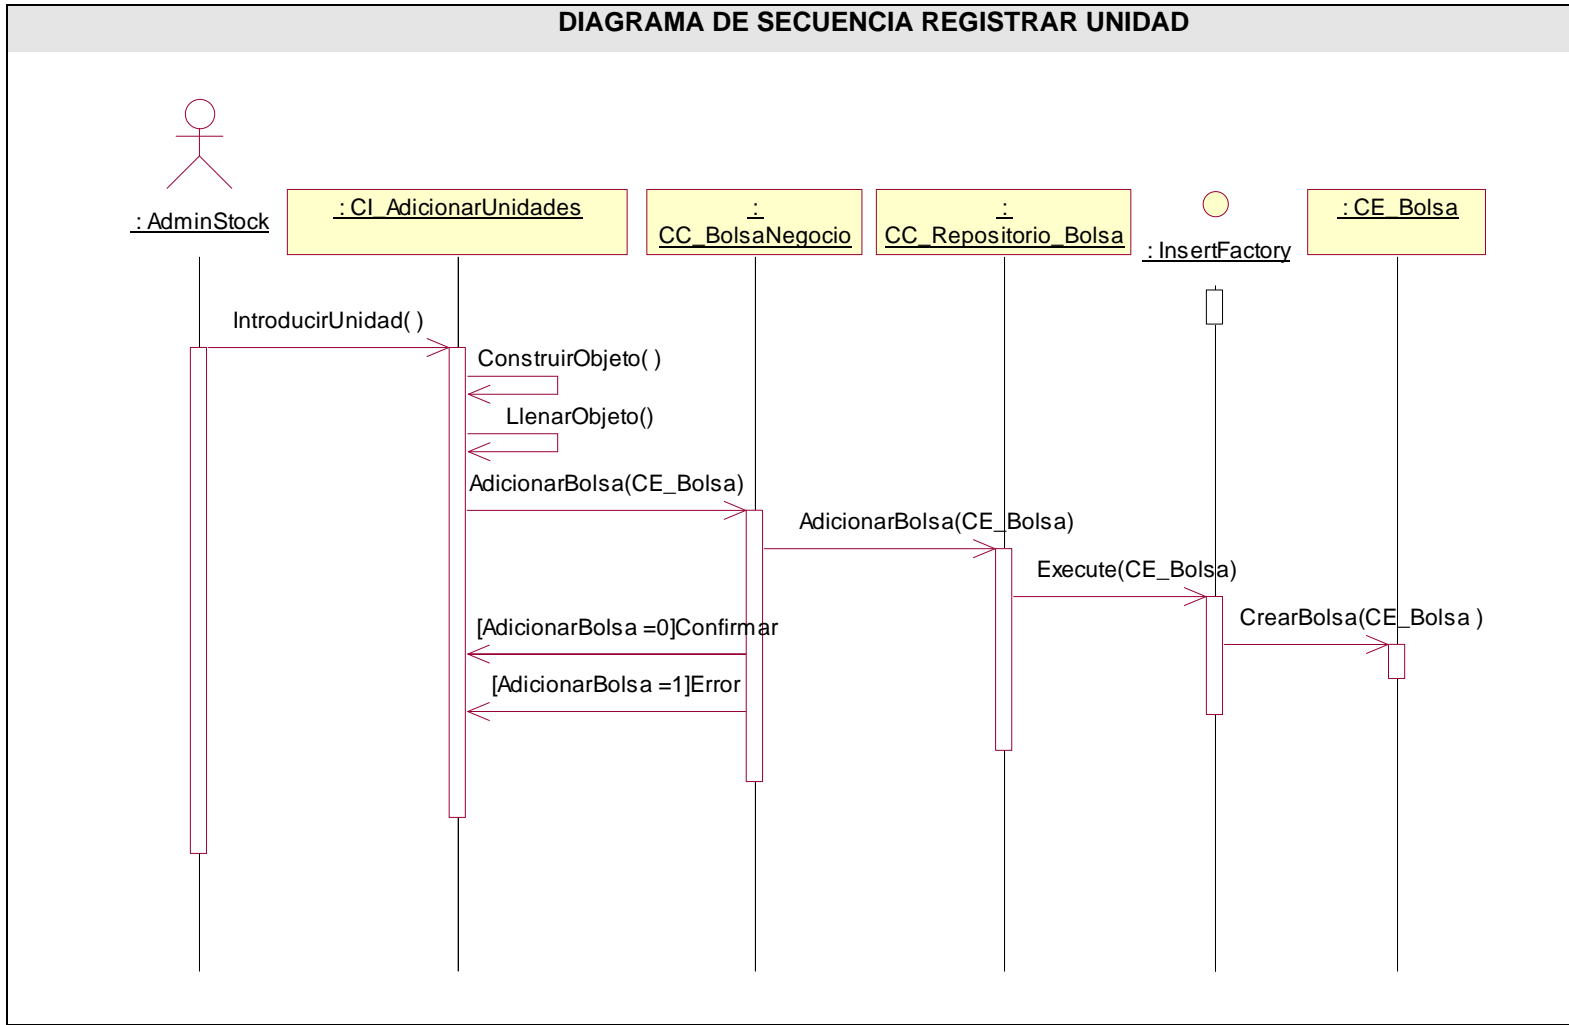 DIAGRAMA DE SECUENCIA REGISTRAR UNIDAD
: AdminStock
: CI_AdicionarUnidades
:
CC_BolsaNegocio
:
CC_Repositorio_Bolsa
: InsertFactory
: CE_Bolsa
IntroducirUnidad( )
ConstruirObjeto( )
LlenarObjeto()
AdicionarBolsa(CE_Bolsa)
AdicionarBolsa(CE_Bolsa)
Execute(CE_Bolsa)
CrearBolsa(CE_Bolsa )
[AdicionarBolsa =0]Confirmar
[AdicionarBolsa =1]Error